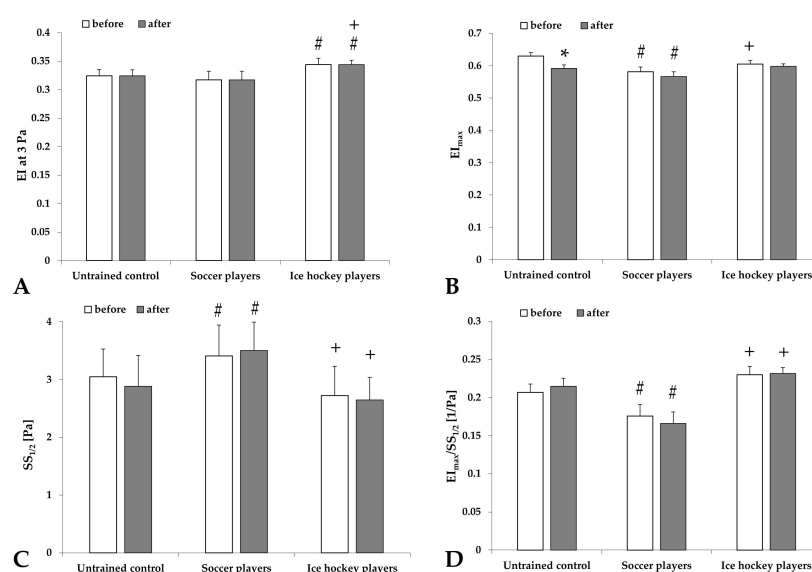 before after
+
# #
0.4
0.35
0.3
0.25
0.2
0.15
0.1
0.05
0
EI at 3 Pa
Untrained control Soccer players Ice hockey players
A
before after
* # # +
0.7
0.6
0.5
0.4
0.3
0.2
0.1
0
EImax
Untrained control Soccer players Ice hockey players
B
before after
# # + +
4
3
2
1
0
SS1/2 [Pa]
Untrained control Soccer players Ice hockey players
C
before after
# # + +
0.3
0.25
0.2
0.15
0.1
0.05
0
EImax/SS1/2 [1/Pa]
Untrained control Soccer players Ice hockey players
D